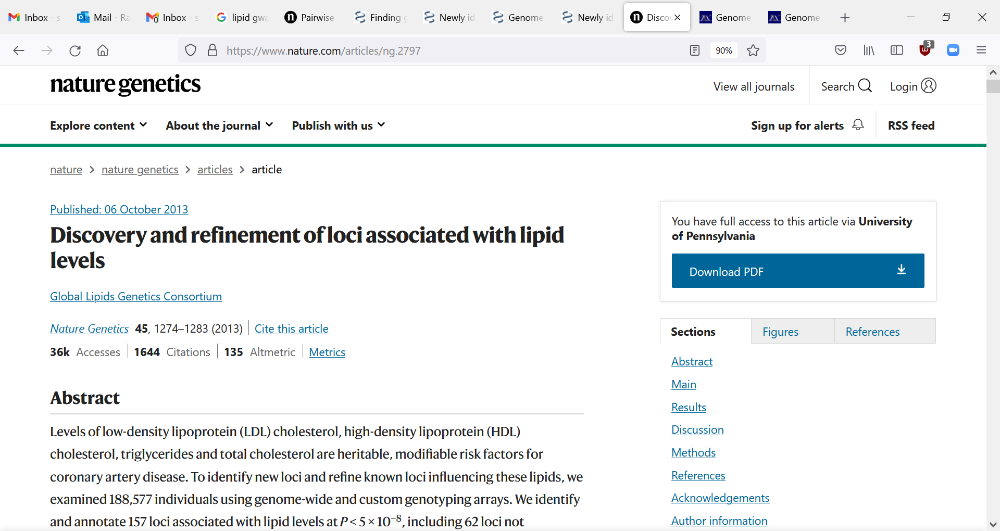 Inbox - s
Mail - Ra
Inbox - s
lipid gwa
Pairwise
Finding g
Newly id
Genome
Newly id
Disco
Genome
Genome
https://www.nature.com/articles/ng.2797
90%
3
nature genetics
View all journals
Search
Login
Explore content
About the journal
Publish with us
Sign up for alerts
RSS feed
nature > nature genetics > articles > article
Published: 06 October 2013
Discovery and refinement of loci associated with lipid
levels
Global Lipids Genetics Consortium
Nature Genetics 45, 1274–1283 (2013) | Cite this article
36k Accesses | 1644 Citations | 135 Altmetric | Metrics
Abstract
Levels of low-density lipoprotein (LDL) cholesterol, high-density lipoprotein (HDL)
cholesterol, triglycerides and total cholesterol are heritable, modifiable risk factors for
coronary artery disease. To identify new loci and refine known loci influencing these lipids, we
examined 188,577 individuals using genome-wide and custom genotyping arrays. We identify
and annotate 157 loci associated with lipid levels at P < 5 × 10⁻⁸, including 62 loci not
You have full access to this article via University
of Pennsylvania
Download PDF
Sections
Figures
References
Abstract
Main
Results
Discussion
Methods
References
Acknowledgements
Author information